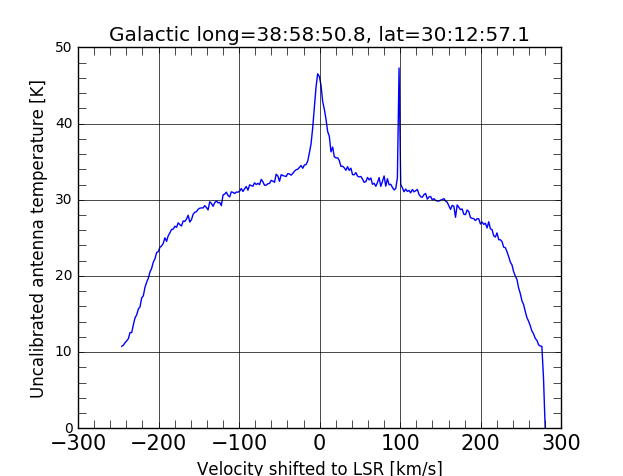 Galactic long=38:58:50.8, lat=30:12:57.1
Uncalibrated antenna temperature [K]
50
40
30
20
10
0
−300 −200 −100 0 100 200 300
Velocity shifted to LSR [km/s]